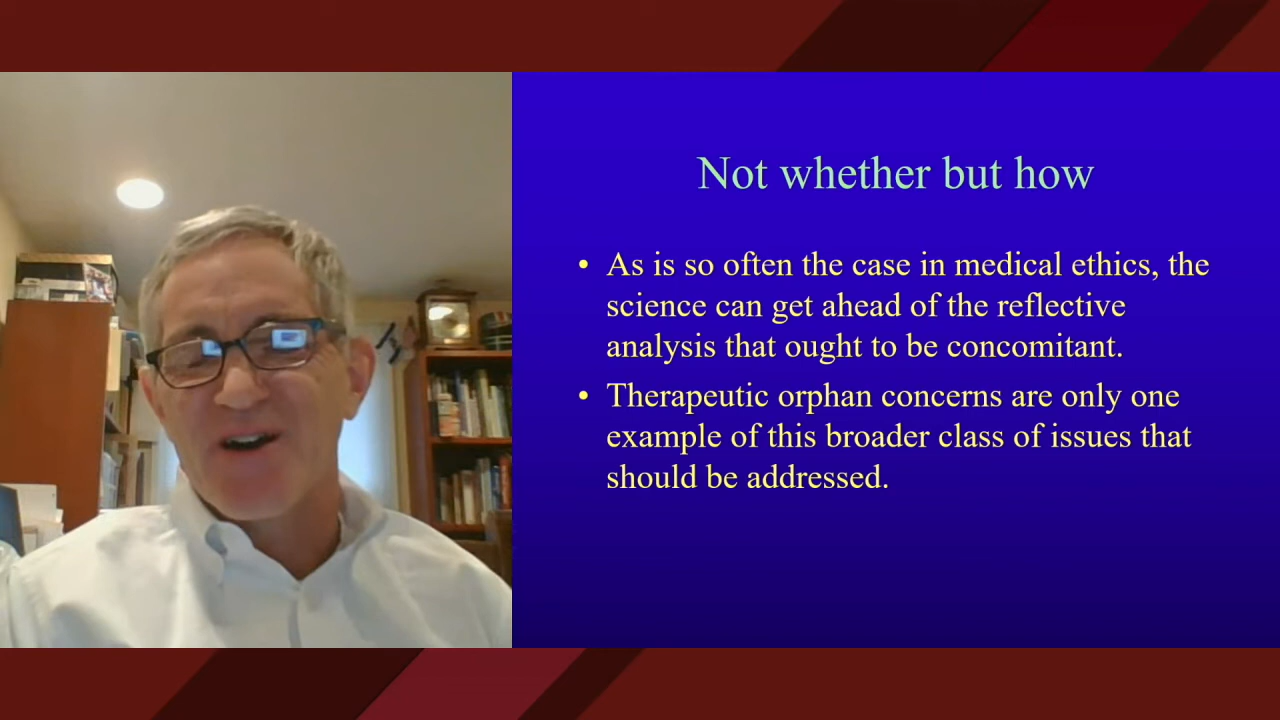 Not whether but how
• As is so often the case in medical ethics, the
science can get ahead of the reflective
analysis that ought to be concomitant.
• Therapeutic orphan concerns are only one
example of this broader class of issues that
should be addressed.